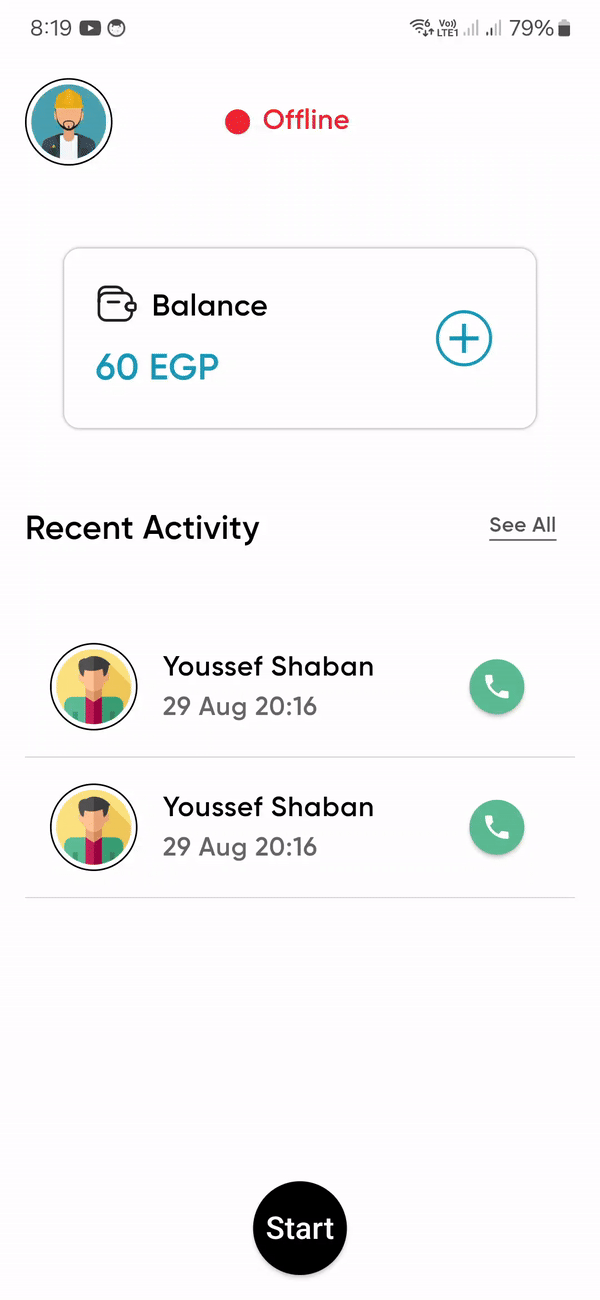 8:19
6 Vo)) LTE1 79%
Offline
Balance
60 EGP
Recent Activity
See All
Youssef Shaban
29 Aug 20:16
Youssef Shaban
29 Aug 20:16
Start